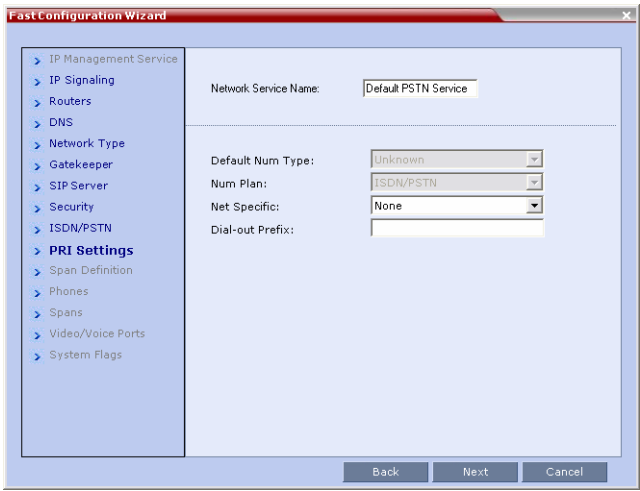 Fast Configuration Wizard
IP Management Service
IP Signaling
Routers
DNS
Network Type
Gatekeeper
SIP Server
Security
ISDN/PSTN
PRI Settings
Span Definition
Phones
Spans
Video/Voice Ports
System Flags
Network Service Name: Default PSTN Service
Default Num Type: Unknown
Num Plan: ISDN/PSTN
Net Specific: None
Dial-out Prefix:
Back Next Cancel